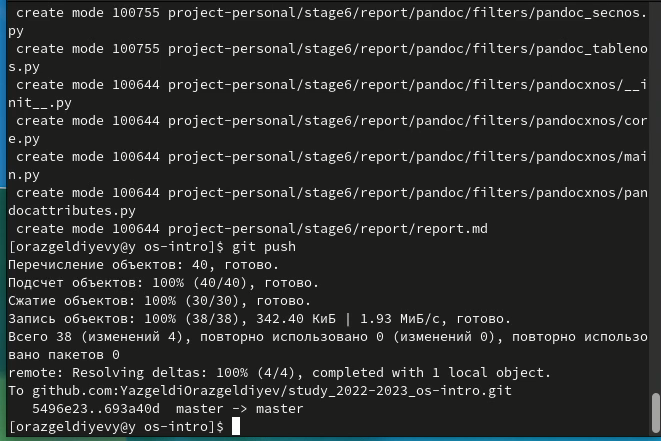 create mode 100755 project-personal/stage6/report/pandoc/filters/pandoc_secnos.
py
 create mode 100755 project-personal/stage6/report/pandoc/filters/pandoc_tableno
s.py
 create mode 100644 project-personal/stage6/report/pandoc/filters/pandocxnos/__i
nit__.py
 create mode 100644 project-personal/stage6/report/pandoc/filters/pandocxnos/cor
e.py
 create mode 100644 project-personal/stage6/report/pandoc/filters/pandocxnos/mai
n.py
 create mode 100644 project-personal/stage6/report/pandoc/filters/pandocxnos/pan
docattributes.py
 create mode 100644 project-personal/stage6/report/report.md
[orazgeldiyevy@y os-intro]$ git push
Перечисление объектов: 40, готово.
Подсчет объектов: 100% (40/40), готово.
Сжатие объектов: 100% (30/30), готово.
Запись объектов: 100% (38/38), 342.40 КиБ | 1.93 МиБ/с, готово.
Всего 38 (изменений 4), повторно использовано 0 (изменений 0), повторно использо
вано пакетов 0
remote: Resolving deltas: 100% (4/4), completed with 1 local object.
To github.com:YazgeldiOrazgeldiyev/study_2022-2023_os-intro.git
   5496e23..693a40d  master -> master
[orazgeldiyevy@y os-intro]$